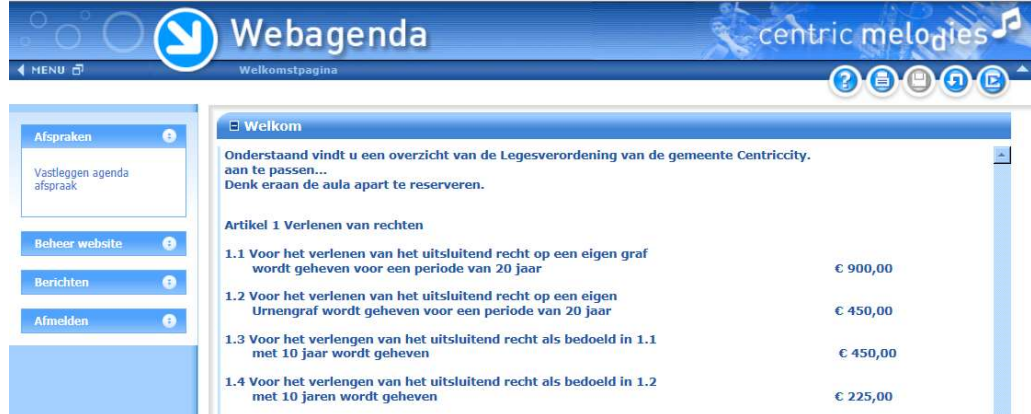 Webagenda
centric melodies
MENU
Welkomstpagina
Afspraken
Vastleggen agenda
afspraak
Beheer website
Berichten
Afmelden
Welkom
Onderstaand vindt u een overzicht van de Legesverordening van de gemeente Centriccity.
aan te passen...
Denk eraan de aula apart te reserveren.
Artikel 1 Verlenen van rechten
1.1 Voor het verlenen van het uitsluitend recht op een eigen graf
wordt geheven voor een periode van 20 jaar € 900,00
1.2 Voor het verlenen van het uitsluitend recht op een eigen
Urnengraf wordt geheven voor een periode van 20 jaar € 450,00
1.3 Voor het verlengen van het uitsluitend recht als bedoeld in 1.1
met 10 jaar wordt geheven € 450,00
1.4 Voor het verlengen van het uitsluitend recht als bedoeld in 1.2
met 10 jaren wordt geheven € 225,00